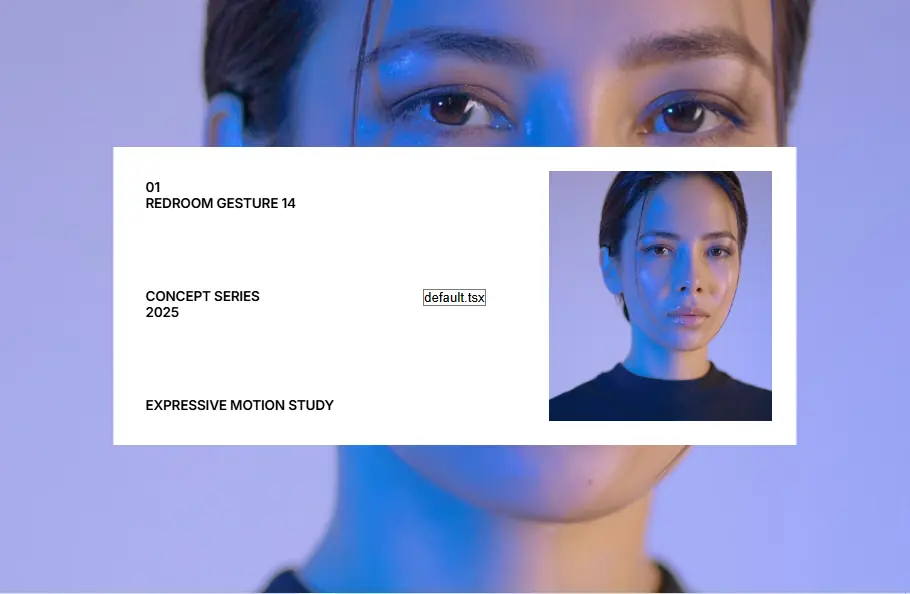 01
REDROOM GESTURE 14
CONCEPT SERIES
2025
default.tsx
EXPRESSIVE MOTION STUDY